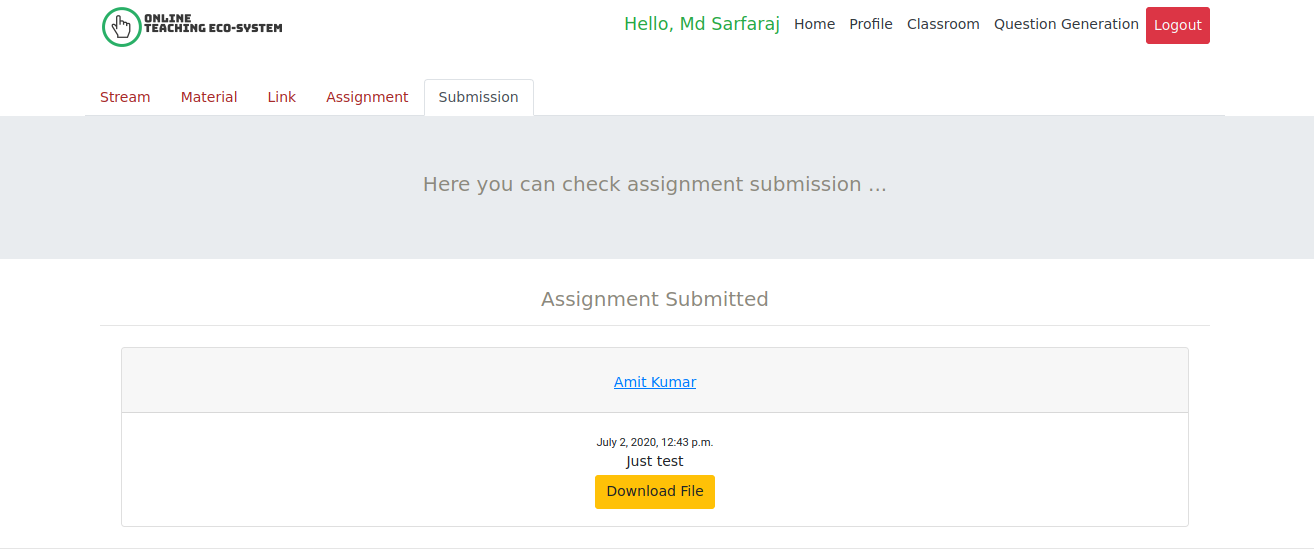 ONLINE
TEACHING ECO-SYSTEM
Hello, Md Sarfaraj Home Profile Classroom Question Generation Logout
Stream Material Link Assignment Submission
Here you can check assignment submission ...
Assignment Submitted
Amit Kumar
July 2, 2020, 12:43 p.m.
Just test
Download File